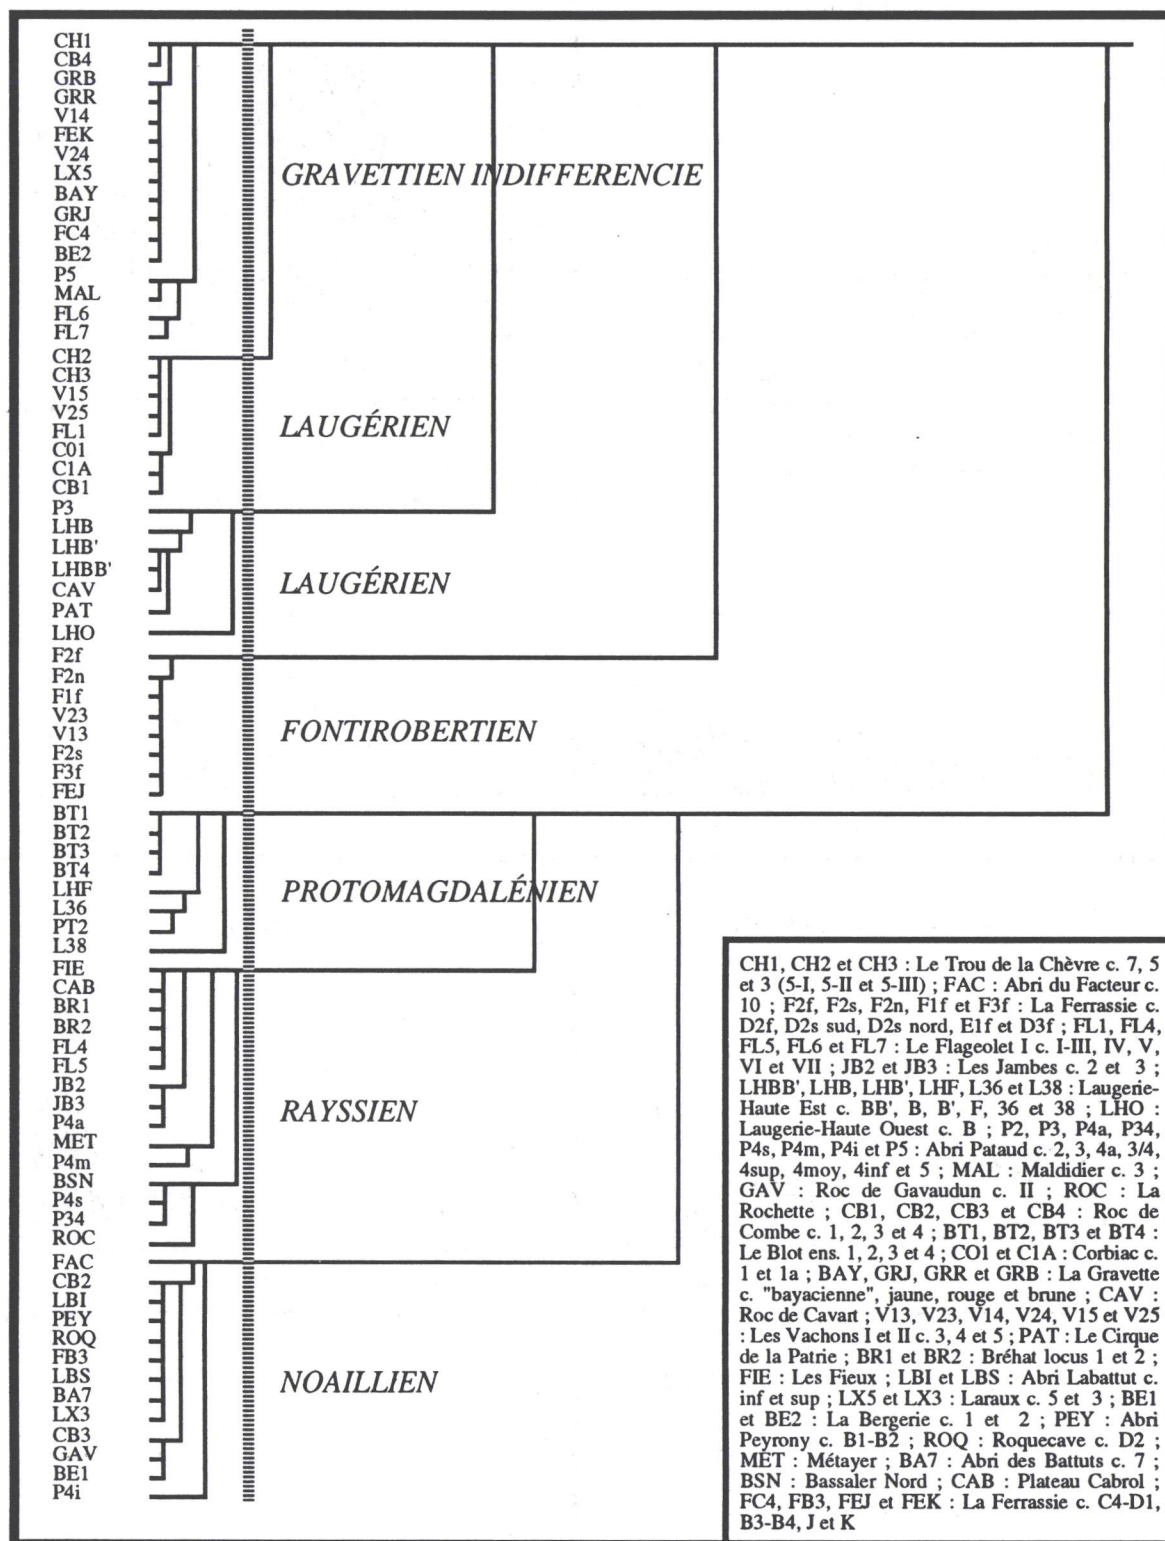 CH1
CB4
GRB
GRR
V14
FEK
V24
LX5
BAY
GRJ
FC4
BE2
P5
MAL
FL6
FL7
CH2
CH3
V15
V25
FL1
C01
C1A
CB1
P3
LHB
LHB'
LHBB'
CAV
PAT
LHO
F2f
F2n
F1f
V23
V13
F2s
F3f
FEJ
BT1
BT2
BT3
BT4
LHF
L36
PT2
L38
FIE
CAB
BR1
BR2
FL4
FL5
JB2
JB3
P4a
MET
P4m
BSN
P4s
P34
ROC
FAC
CB2
LBI
PEY
ROQ
FB3
LBS
BA7
LX3
CB3
GAV
BE1
P4i
GRAVETTIEN INDIFFERENCIE
LAUGÉRIEN
LAUGÉRIEN
FONTIROBERTIEN
PROTOMAGDALÉNIEN
RAYSSIEN
NOAILLIEN
CH1, CH2 et CH3 : Le Trou de la Chèvre c. 7, 5
et 3 (5-I, 5-II et 5-III) ; FAC : Abri du Facteur c.
10 ; F2f, F2s, F2n, F1f et F3f : La Ferrassie c.
D2f, D2s sud, D2s nord, E1f et D3f ; FL1, FL4,
FL5, FL6 et FL7 : Le Flageolet I c. I-III, IV, V,
VI et VII ; JB2 et JB3 : Les Jambes c. 2 et 3 ;
LHBB', LHB, LHB', LHF, L36 et L38 : Laugerie-
Haute Est c. BB', B, B', F, 36 et 38 ; LHO :
Laugerie-Haute Ouest c. B ; P2, P3, P4a, P34,
P4s, P4m, P4i et P5 : Abri Pataud c. 2, 3, 4a, 3/4,
4sup, 4moy, 4inf et 5 ; MAL : Maldidier c. 3 ;
GAV : Roc de Gavaudun c. II ; ROC : La
Rochette ; CB1, CB2, CB3 et CB4 : Roc de
Combe c. 1, 2, 3 et 4 ; BT1, BT2, BT3 et BT4 :
Le Blot ens. 1, 2, 3 et 4 ; CO1 et C1A : Corbiac c.
1 et 1a ; BAY, GRJ, GRR et GRB : La Gravette
c. "bayacienne", jaune, rouge et brune ; CAV :
Roc de Cavart ; V13, V23, V14, V24, V15 et V25
: Les Vachons I et II c. 3, 4 et 5 ; PAT : Le Cirque
de la Patrie ; BR1 et BR2 : Bréhat locus 1 et 2 ;
FIE : Les Fieux ; LBI et LBS : Abri Labattut c.
inf et sup ; LX5 et LX3 : Laraux c. 5 et 3 ; BE1
et BE2 : La Bergerie c. 1 et 2 ; PEY : Abri
Peyrony c. B1-B2 ; ROQ : Roquecave c. D2 ;
MET : Métayer ; BA7 : Abri des Battuts c. 7 ;
BSN : Bassaler Nord ; CAB : Plateau Cabrol ;
FC4, FB3, FEJ et FEK : La Ferrassie c. C4-D1,
B3-B4, J et K